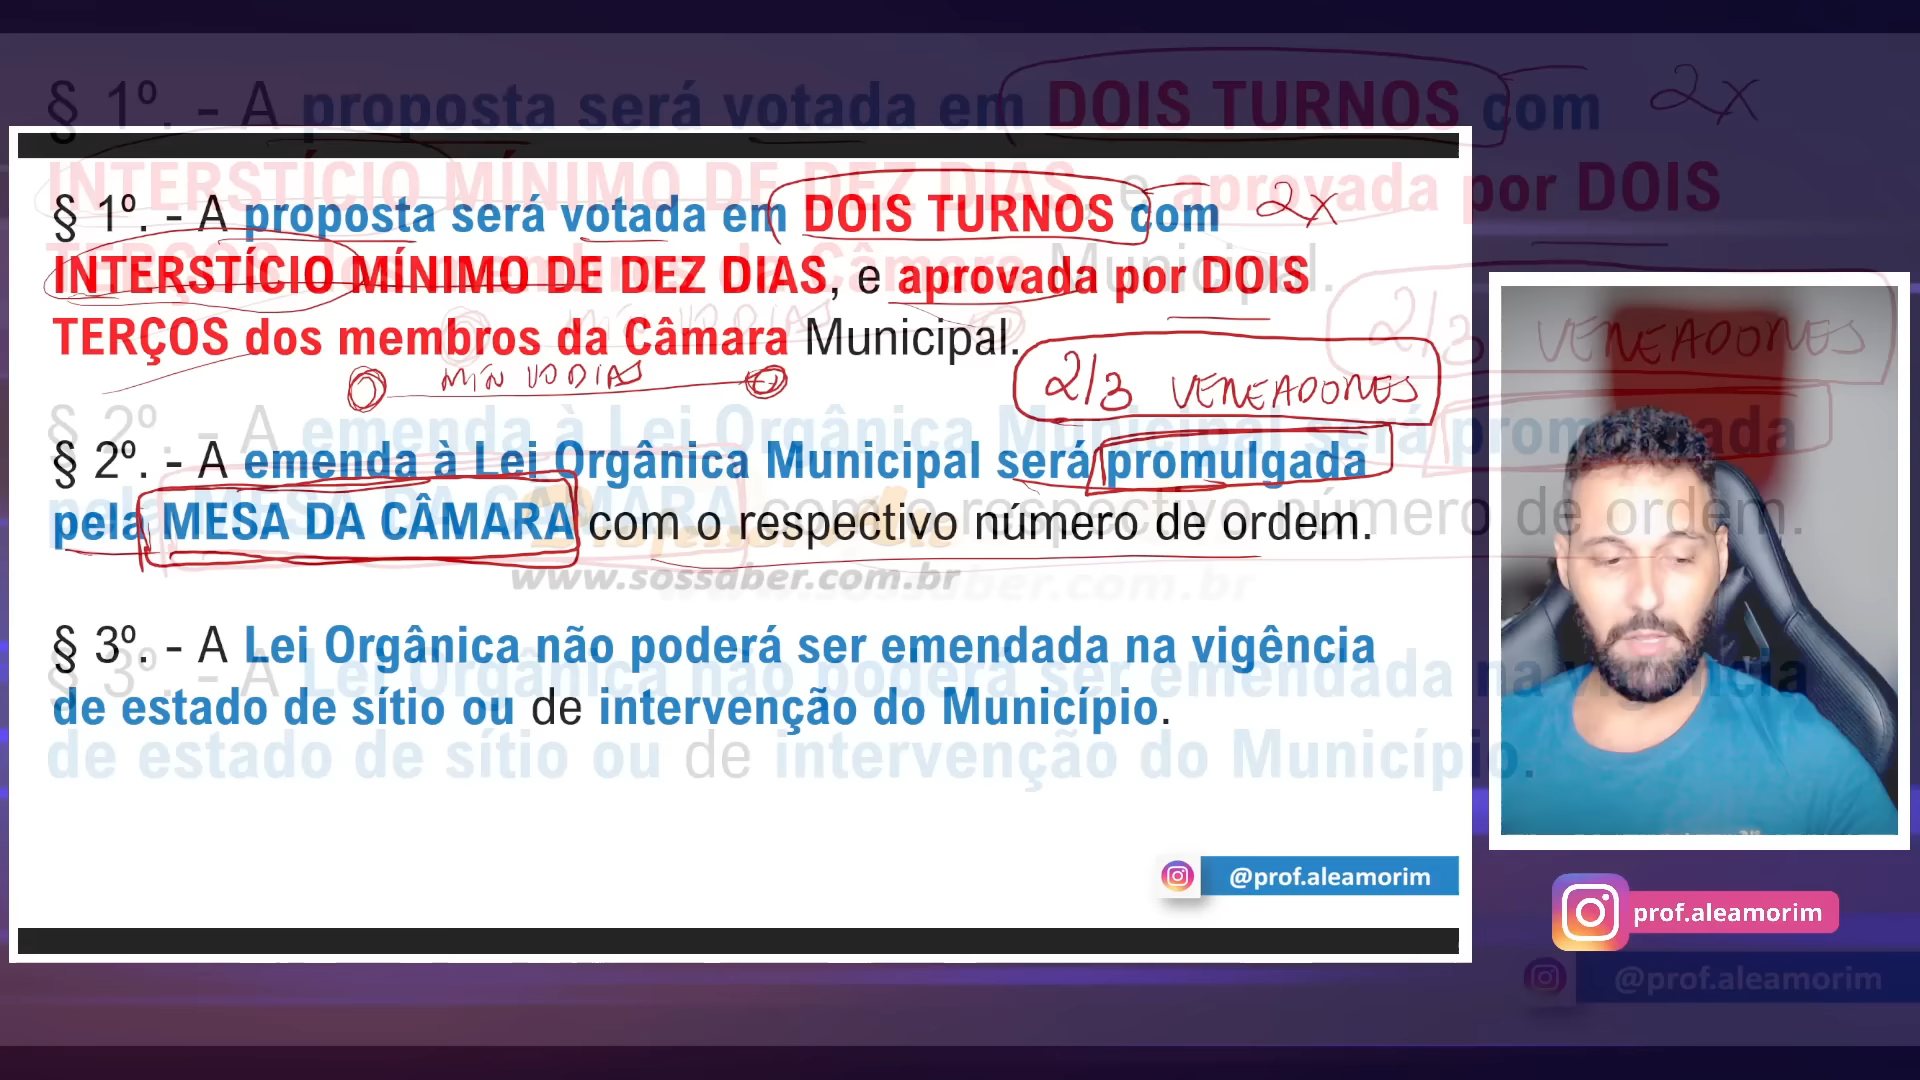 § 1º. - A proposta será votada em DOIS TURNOS com 2x
INTERSTÍCIO MÍNIMO DE DEZ DIAS, e aprovada por DOIS
TERÇOS dos membros da Câmara Municipal.
MÍN 10 DIAS
2/3 VEREADORES
§ 2º. - A emenda à Lei Orgânica Municipal será promulgada
pela MESA DA CÂMARA com o respectivo número de ordem.
www.sossaber.com.br
§ 3º. - A Lei Orgânica não poderá ser emendada na vigência
de estado de sítio ou de intervenção do Município.
@prof.aleamorim
prof.aleamorim
@prof.aleamorim